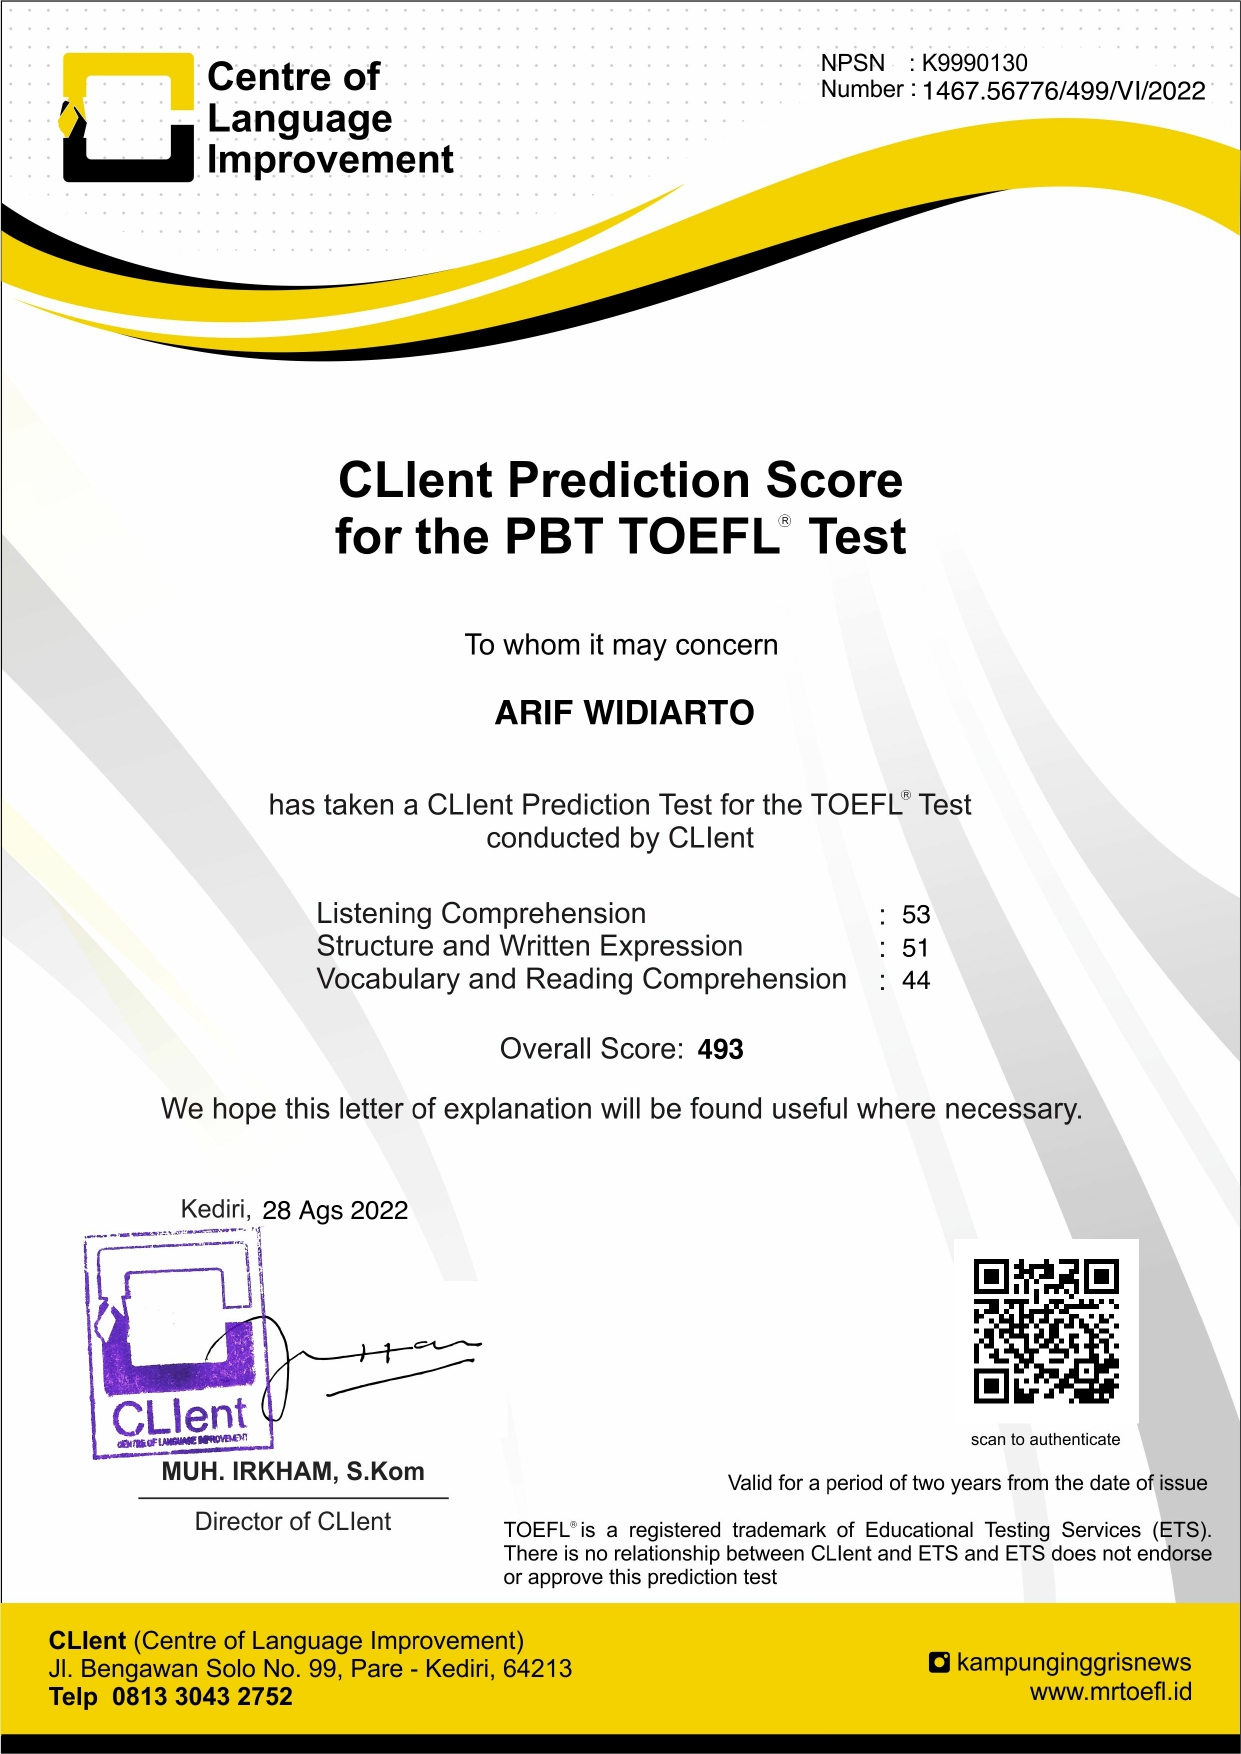 Centre of
Language
Improvement
NPSN : K9990130
Number : 1467.56776/499/VI/2022
CLIent Prediction Score
for the PBT TOEFL® Test
To whom it may concern
ARIF WIDIARTO
has taken a CLIent Prediction Test for the TOEFL® Test
conducted by CLIent
Listening Comprehension : 53
Structure and Written Expression : 51
Vocabulary and Reading Comprehension : 44
Overall Score: 493
We hope this letter of explanation will be found useful where necessary.
Kediri, 28 Ags 2022
CLIent
CENTRE OF LANGUAGE IMPROVEMENT
MUH. IRKHAM, S.Kom
Director of CLIent
scan to authenticate
Valid for a period of two years from the date of issue
TOEFL® is a registered trademark of Educational Testing Services (ETS).
There is no relationship between CLIent and ETS and ETS does not endorse
or approve this prediction test
CLIent (Centre of Language Improvement)
Jl. Bengawan Solo No. 99, Pare - Kediri, 64213
Telp 0813 3043 2752
kampunginggrisnews
www.mrtoefl.id